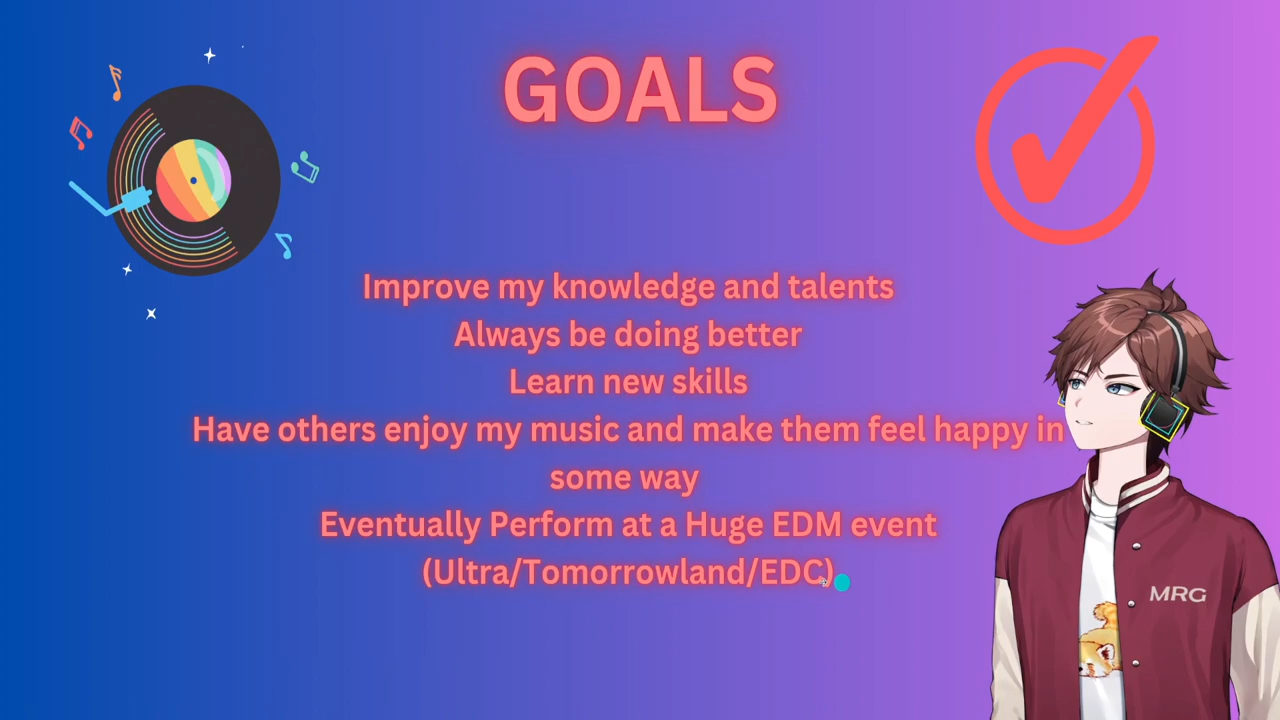 GOALS
Improve my knowledge and talents
Always be doing better
Learn new skills
Have others enjoy my music and make them feel happy in
some way
Eventually Perform at a Huge EDM event
(Ultra/Tomorrowland/EDC)
MRG